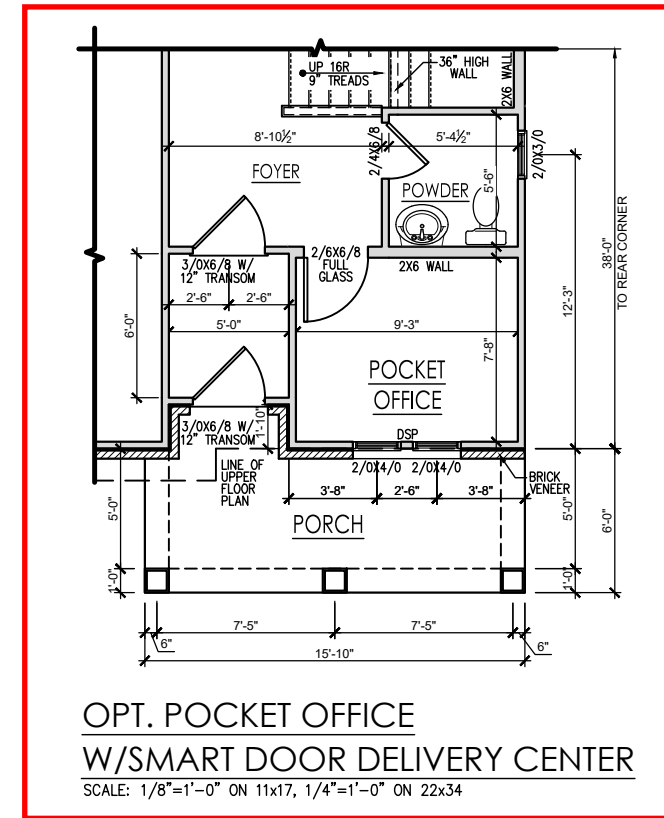 UP 16R
9" TREADS
36" HIGH
WALL
2X6 WALL
8'-10½"
5'-4½"
2/4X6/8
2/0X3/0
FOYER
POWDER
5'-6"
38'-0"
TO REAR CORNER
12'-3"
3/0X6/8 W/
12" TRANSOM
2/6X6/8
FULL
GLASS
2X6 WALL
2'-6"
2'-6"
5'-0"
9'-3"
6'-0"
7'-8"
POCKET
OFFICE
3/0X6/8 W/
12" TRANSOM
1'-10"
DSP
LINE OF
UPPER
FLOOR
PLAN
2/0X4/0
2/0X4/0
BRICK
VENEER
3'-8"
2'-6"
3'-8"
5'-0"
5'-0"
6'-0"
PORCH
1'-0"
1'-0"
7'-5"
7'-5"
6"
6"
15'-10"
OPT. POCKET OFFICE
W/SMART DOOR DELIVERY CENTER
SCALE: 1/8"=1'-0" ON 11x17, 1/4"=1'-0" ON 22x34